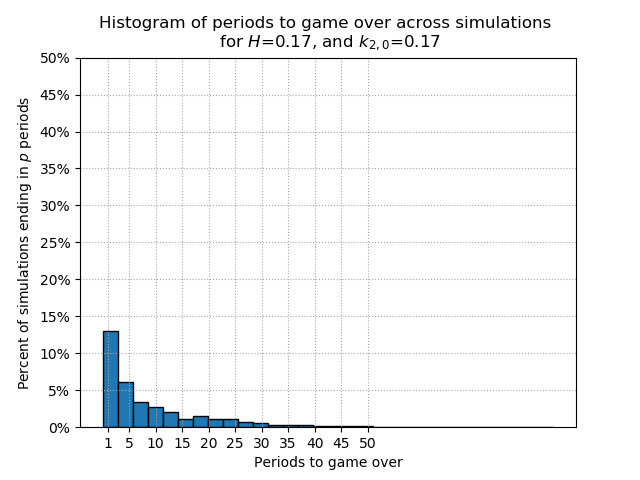 Histogram of periods to game over across simulations
for H=0.17, and k₂,₀=0.17
Percent of simulations ending in p periods
50%
45%
40%
35%
30%
25%
20%
15%
10%
5%
0%
1 5 10 15 20 25 30 35 40 45 50
Periods to game over